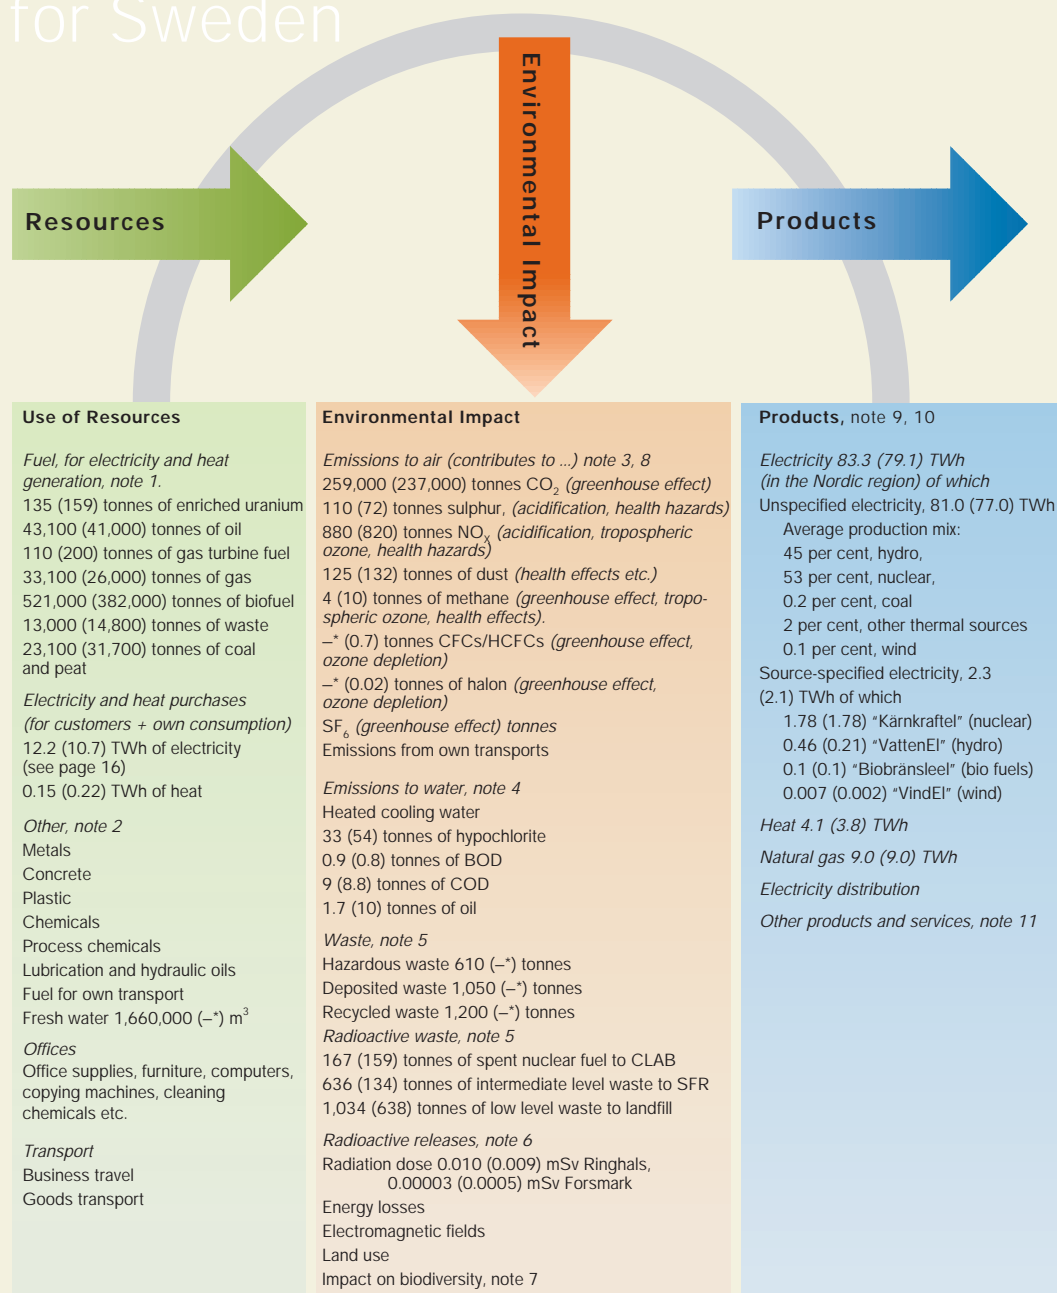 for Sweden
Environmental Impact
Resources
Products
Use of Resources
Fuel, for electricity and heat
generation, note 1.
135 (159) tonnes of enriched uranium
43,100 (41,000) tonnes of oil
110 (200) tonnes of gas turbine fuel
33,100 (26,000) tonnes of gas
521,000 (382,000) tonnes of biofuel
13,000 (14,800) tonnes of waste
23,100 (31,700) tonnes of coal
and peat
Electricity and heat purchases
(for customers + own consumption)
12.2 (10.7) TWh of electricity
(see page 16)
0.15 (0.22) TWh of heat
Other, note 2
Metals
Concrete
Plastic
Chemicals
Process chemicals
Lubrication and hydraulic oils
Fuel for own transport
Fresh water 1,660,000 (–*) m³
Offices
Office supplies, furniture, computers,
copying machines, cleaning
chemicals etc.
Transport
Business travel
Goods transport
Environmental Impact
Emissions to air (contributes to ...) note 3, 8
259,000 (237,000) tonnes CO₂ (greenhouse effect)
110 (72) tonnes sulphur, (acidification, health hazards)
880 (820) tonnes NOₓ (acidification, tropospheric
ozone, health hazards)
125 (132) tonnes of dust (health effects etc.)
4 (10) tonnes of methane (greenhouse effect, tropo-
spheric ozone, health effects).
–* (0.7) tonnes CFCs/HCFCs (greenhouse effect,
ozone depletion)
–* (0.02) tonnes of halon (greenhouse effect,
ozone depletion)
SF₆ (greenhouse effect) tonnes
Emissions from own transports
Emissions to water, note 4
Heated cooling water
33 (54) tonnes of hypochlorite
0.9 (0.8) tonnes of BOD
9 (8.8) tonnes of COD
1.7 (10) tonnes of oil
Waste, note 5
Hazardous waste 610 (–*) tonnes
Deposited waste 1,050 (–*) tonnes
Recycled waste 1,200 (–*) tonnes
Radioactive waste, note 5
167 (159) tonnes of spent nuclear fuel to CLAB
636 (134) tonnes of intermediate level waste to SFR
1,034 (638) tonnes of low level waste to landfill
Radioactive releases, note 6
Radiation dose 0.010 (0.009) mSv Ringhals,
0.00003 (0.0005) mSv Forsmark
Energy losses
Electromagnetic fields
Land use
Impact on biodiversity, note 7
Products, note 9, 10
Electricity 83.3 (79.1) TWh
(in the Nordic region) of which
Unspecified electricity, 81.0 (77.0) TWh
Average production mix:
45 per cent, hydro,
53 per cent, nuclear,
0.2 per cent, coal
2 per cent, other thermal sources
0.1 per cent, wind
Source-specified electricity, 2.3
(2.1) TWh of which
1.78 (1.78) “Kärnkraftel” (nuclear)
0.46 (0.21) “VattenEl” (hydro)
0.1 (0.1) “Biobränsleel” (bio fuels)
0.007 (0.002) “VindEl” (wind)
Heat 4.1 (3.8) TWh
Natural gas 9.0 (9.0) TWh
Electricity distribution
Other products and services, note 11